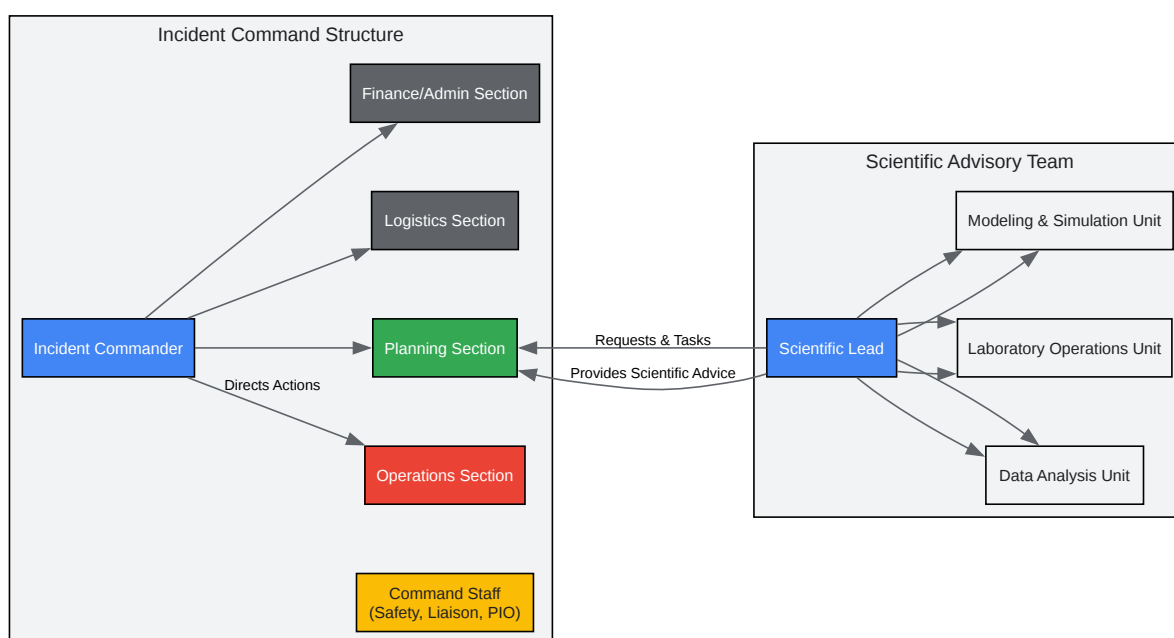 Incident Command Structure
Finance/Admin Section
Scientific Advisory Team
Modeling & Simulation Unit
Logistics Section
Incident Commander
Planning Section
Requests & Tasks
Scientific Lead
Laboratory Operations Unit
Provides Scientific Advice
Directs Actions
Operations Section
Data Analysis Unit
Command Staff
(Safety, Liaison, PIO)